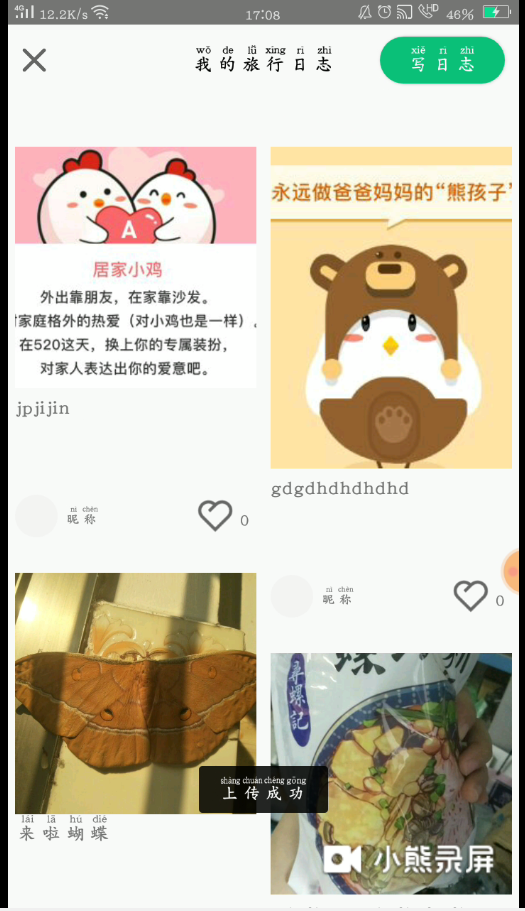 4G 12.2K/s 17:08 HD 46%
wǒ de lǚ xíng rì zhì
我的旅行日志
xiě rì zhì
写日志
A
居家小鸡
外出靠朋友，在家靠沙发。
家庭格外的热爱（对小鸡也是一样）。
在520这天，换上你的专属装扮，
对家人表达出你的爱意吧。
jpjijin
nì chēn
昵称
0
永远做爸爸妈妈的“熊孩子”
gdgdhdhdhdhd
nì chēn
昵称
0
lái lā hú dié
来啦蝴蝶
寻螺記
shàng chuán chéng gōng
上传成功
小熊录屏